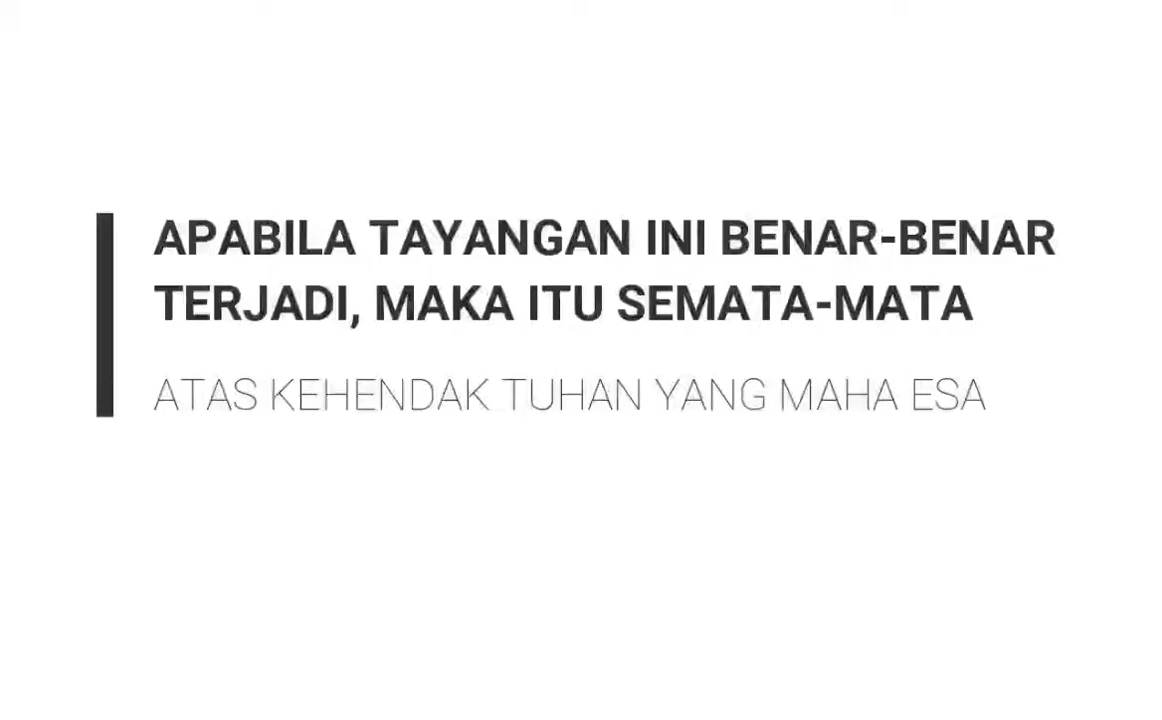 APABILA TAYANGAN INI BENAR-BENAR
TERJADI, MAKA ITU SEMATA-MATA
ATAS KEHENDAK TUHAN YANG MAHA ESA